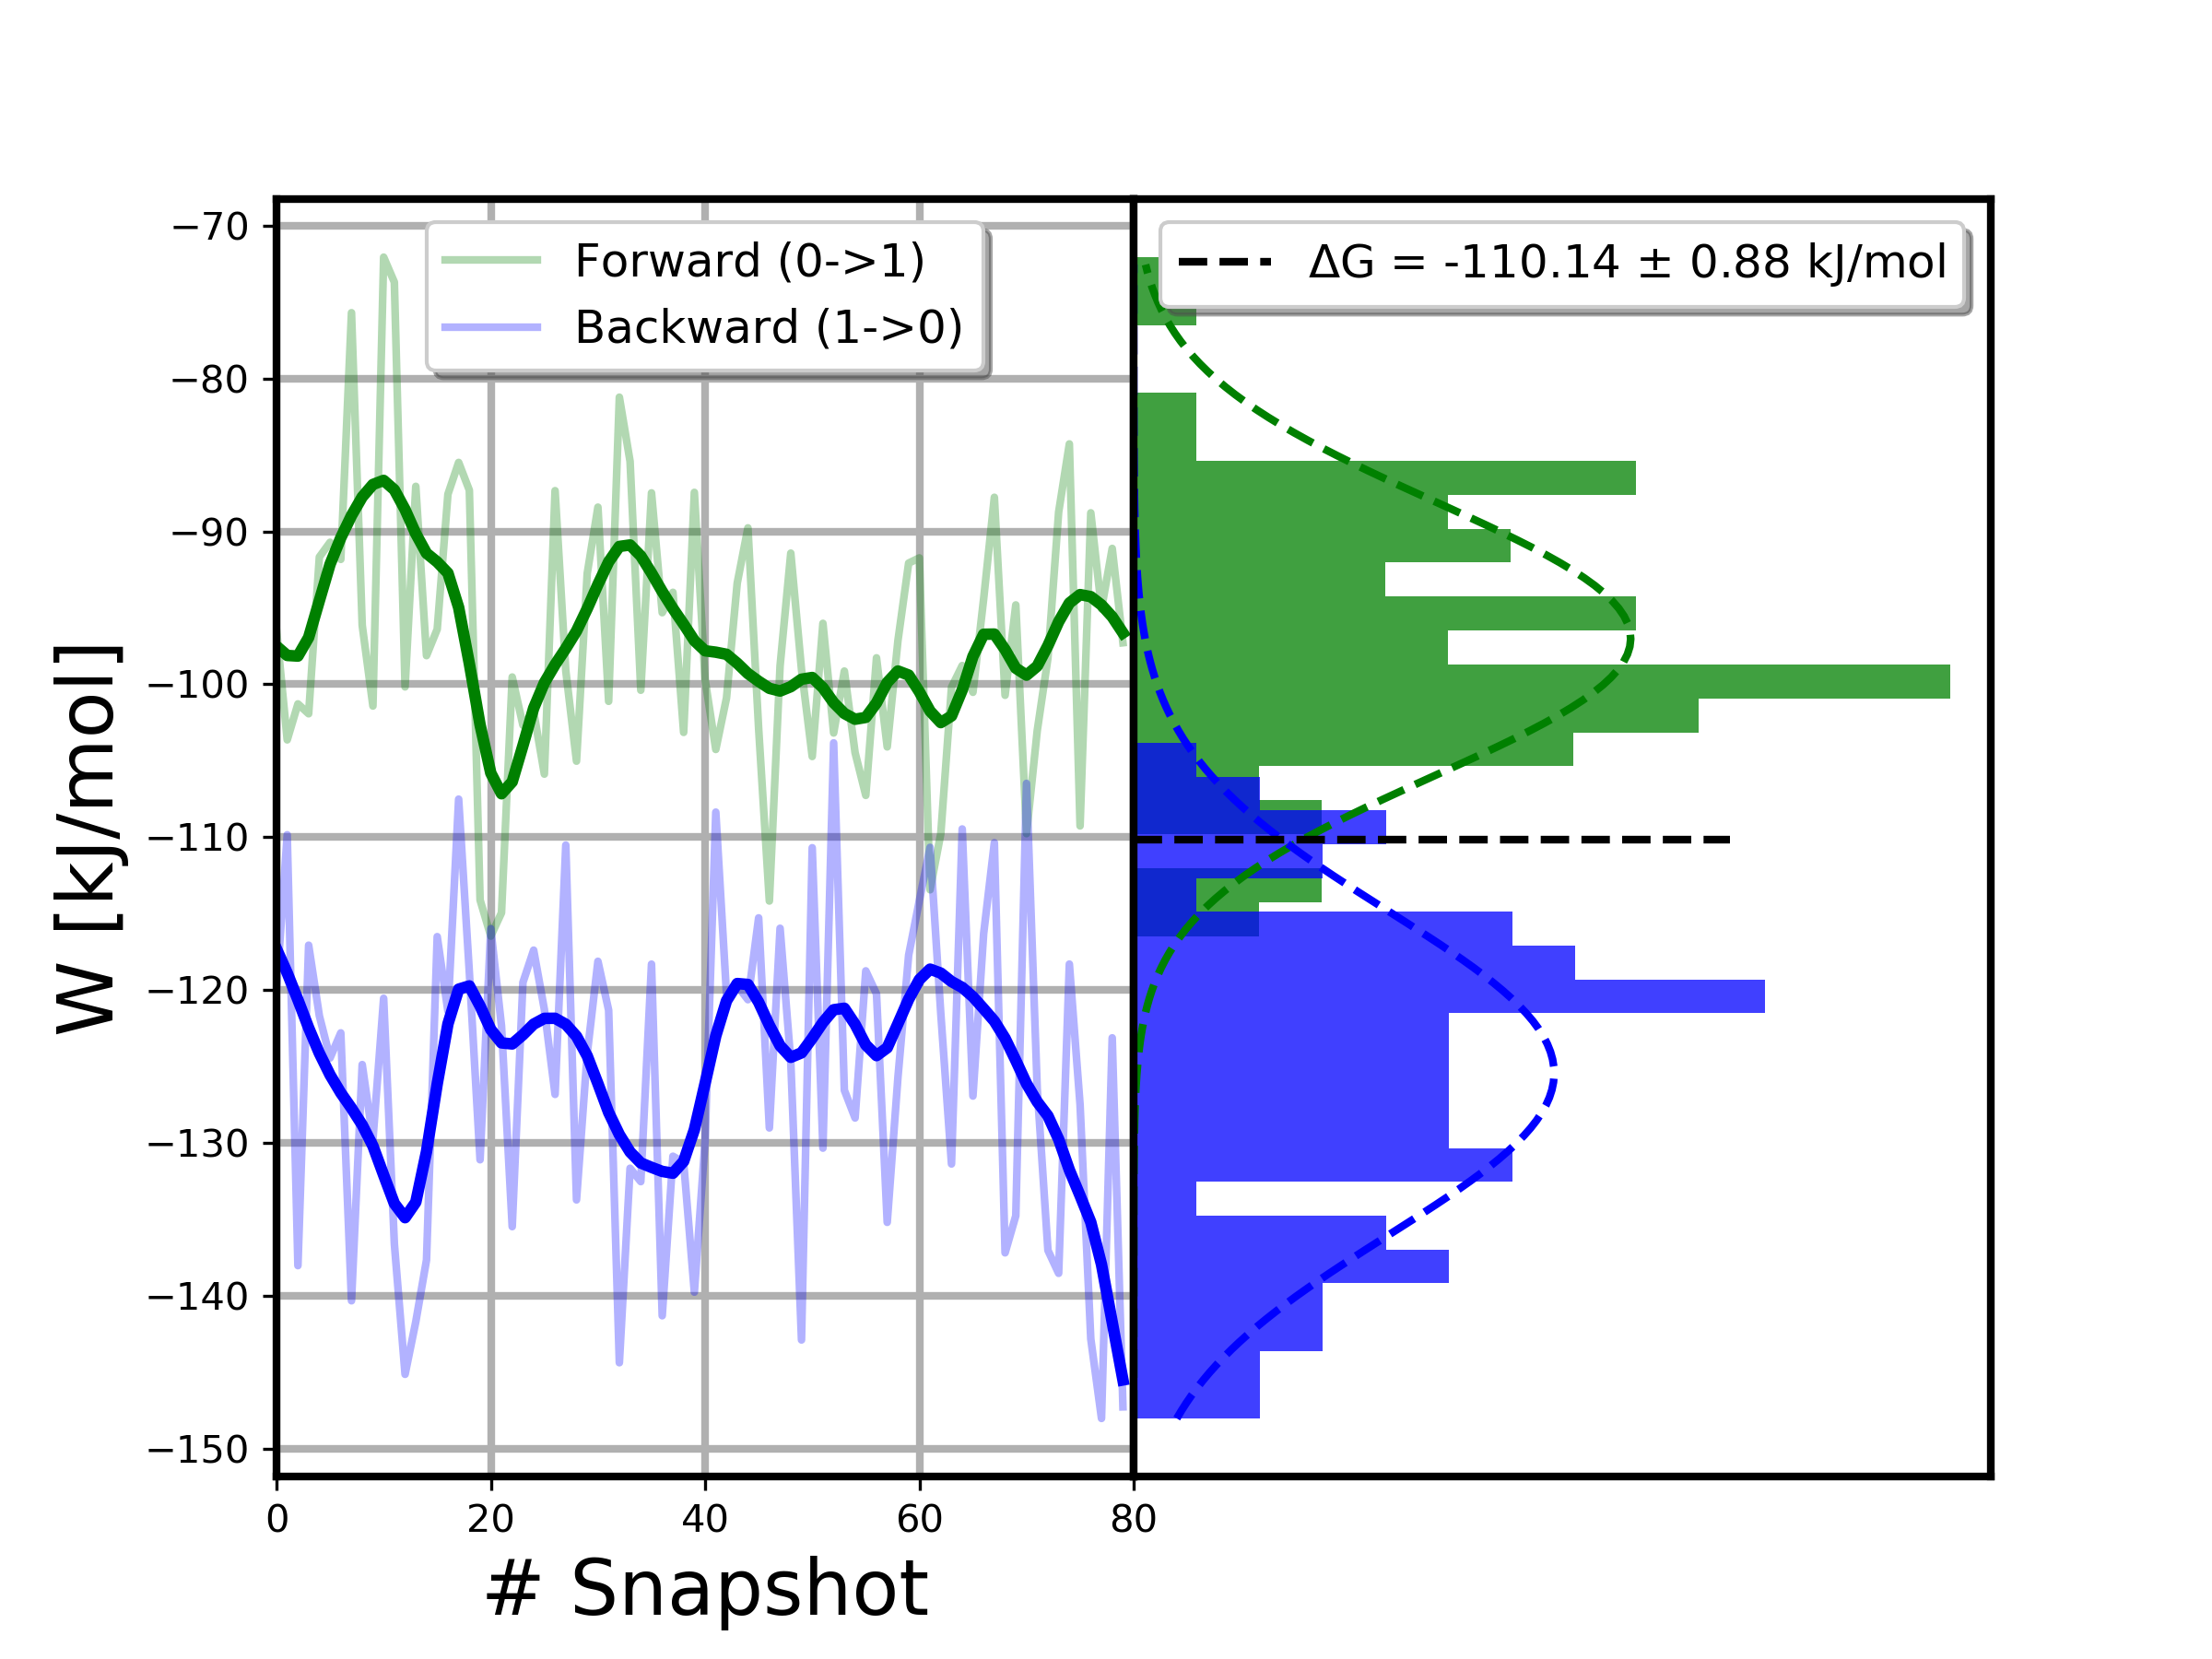 W [kJ/mol]
−70
−80
−90
−100
−110
−120
−130
−140
−150
Forward (0->1)
Backward (1->0)
ΔG = -110.14 ± 0.88 kJ/mol
0 20 40 60 80
# Snapshot